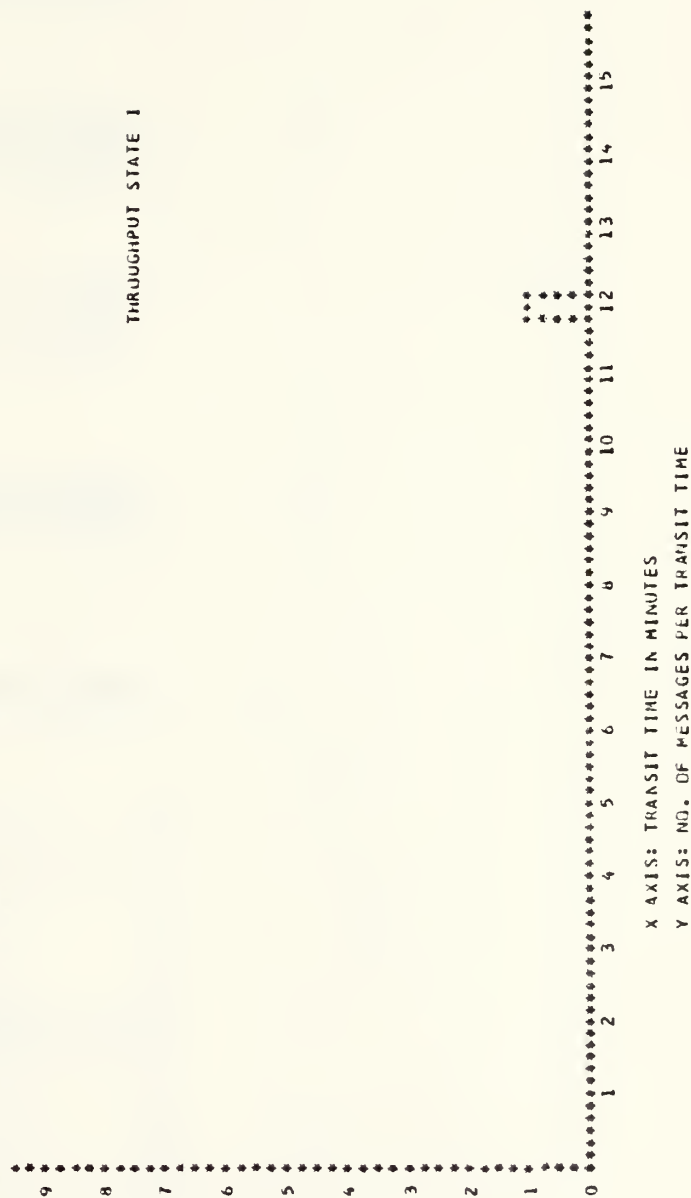 THROUGHPUT STATE 1
9
8
7
6
5
4
3
2
1
0
1 2 3 4 5 6 7 8 9 10 11 12 13 14 15
X AXIS: TRANSIT TIME IN MINUTES
Y AXIS: NO. OF MESSAGES PER TRANSIT TIME